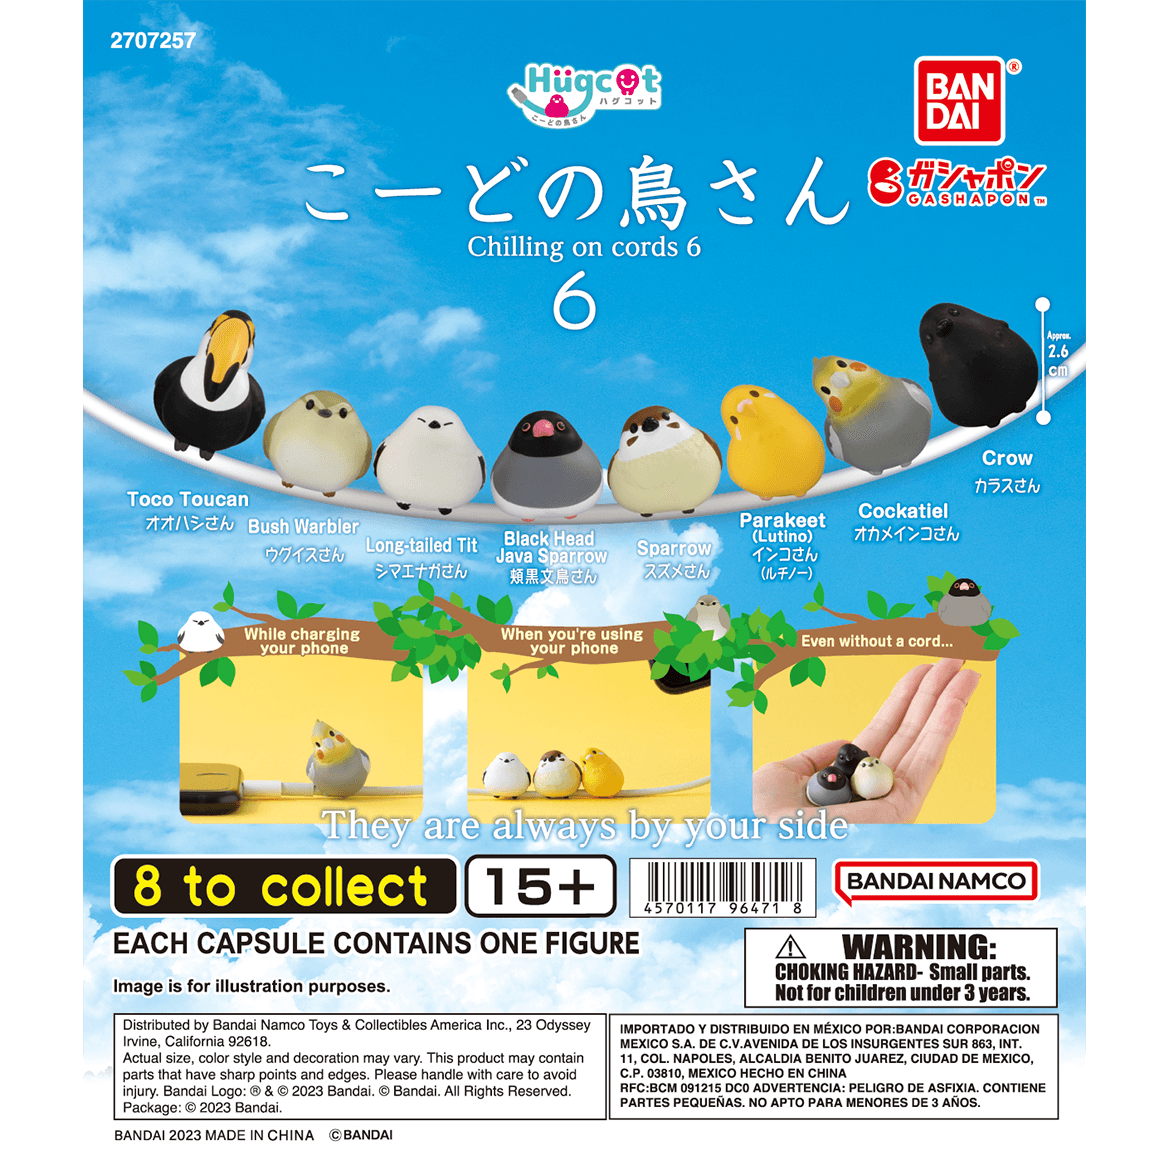 2707257
Hügcot
ハグコット
こーどの鳥さん
BAN
DAI
®
ガシャポン
GASHAPON™
こーどの鳥さん
Chilling on cords 6
6
Approx.
2.6
cm
Toco Toucan
オオハシさん
Bush Warbler
ウグイスさん
Long-tailed Tit
シマエナガさん
Black Head
Java Sparrow
頬黒文鳥さん
Sparrow
スズメさん
Parakeet
(Lutino)
インコさん
(ルチノー)
Cockatiel
オカメインコさん
Crow
カラスさん
While charging
your phone
When you're using
your phone
Even without a cord...
They are always by your side
8 to collect
15+
4570117 96471 8
BANDAI NAMCO
EACH CAPSULE CONTAINS ONE FIGURE
Image is for illustration purposes.
WARNING:
CHOKING HAZARD- Small parts.
Not for children under 3 years.
Distributed by Bandai Namco Toys & Collectibles America Inc., 23 Odyssey
Irvine, California 92618.
Actual size, color style and decoration may vary. This product may contain
parts that have sharp points and edges. Please handle with care to avoid
injury. Bandai Logo: ® & © 2023 Bandai. © Bandai. All Rights Reserved.
Package: © 2023 Bandai.
IMPORTADO Y DISTRIBUIDO EN MÉXICO POR:BANDAI CORPORACION
MEXICO S.A. DE C.V.AVENIDA DE LOS INSURGENTES SUR 863, INT.
11, COL. NAPOLES, ALCALDIA BENITO JUAREZ, CIUDAD DE MEXICO,
C.P. 03810, MEXICO HECHO EN CHINA
RFC:BCM 091215 DC0 ADVERTENCIA: PELIGRO DE ASFIXIA. CONTIENE
PARTES PEQUEÑAS. NO APTO PARA MENORES DE 3 AÑOS.
BANDAI 2023 MADE IN CHINA ©BANDAI